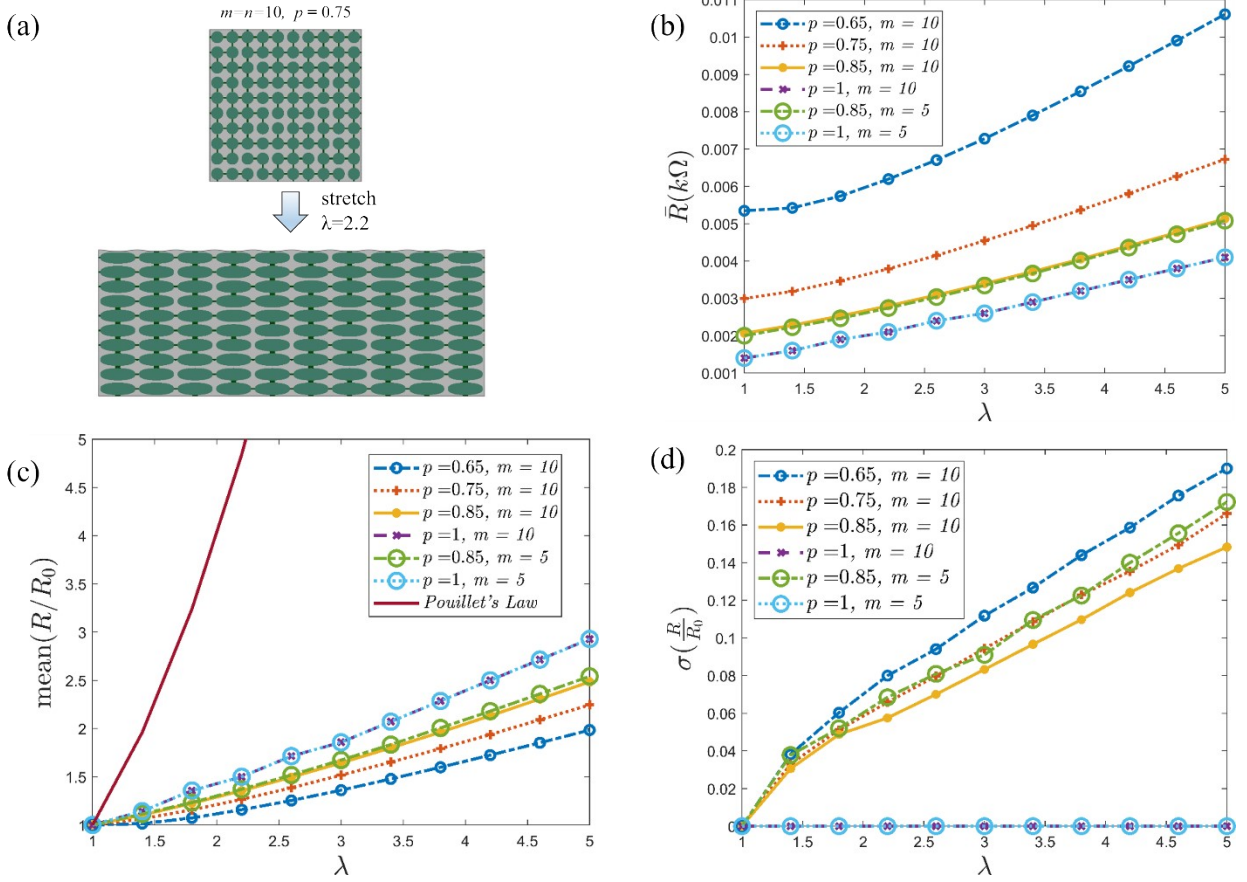 (a)
m=n=10, p = 0.75
stretch
λ=2.2
(b)
R̄(kΩ)
0.011
0.01
0.009
0.008
0.007
0.006
0.005
0.004
0.003
0.002
0.001
p =0.65, m = 10
p =0.75, m = 10
p =0.85, m = 10
p =1, m = 10
p =0.85, m = 5
p =1, m = 5
1 1.5 2 2.5 3 3.5 4 4.5 5
λ
(c)
mean(R/R₀)
5
4.5
4
3.5
3
2.5
2
1.5
1
p =0.65, m = 10
p =0.75, m = 10
p =0.85, m = 10
p =1, m = 10
p =0.85, m = 5
p =1, m = 5
Pouillet's Law
1 1.5 2 2.5 3 3.5 4 4.5 5
λ
(d)
σ(R/R₀)
0.2
0.18
0.16
0.14
0.12
0.1
0.08
0.06
0.04
0.02
0
p =0.65, m = 10
p =0.75, m = 10
p =0.85, m = 10
p =1, m = 10
p =0.85, m = 5
p =1, m = 5
1 1.5 2 2.5 3 3.5 4 4.5 5
λ